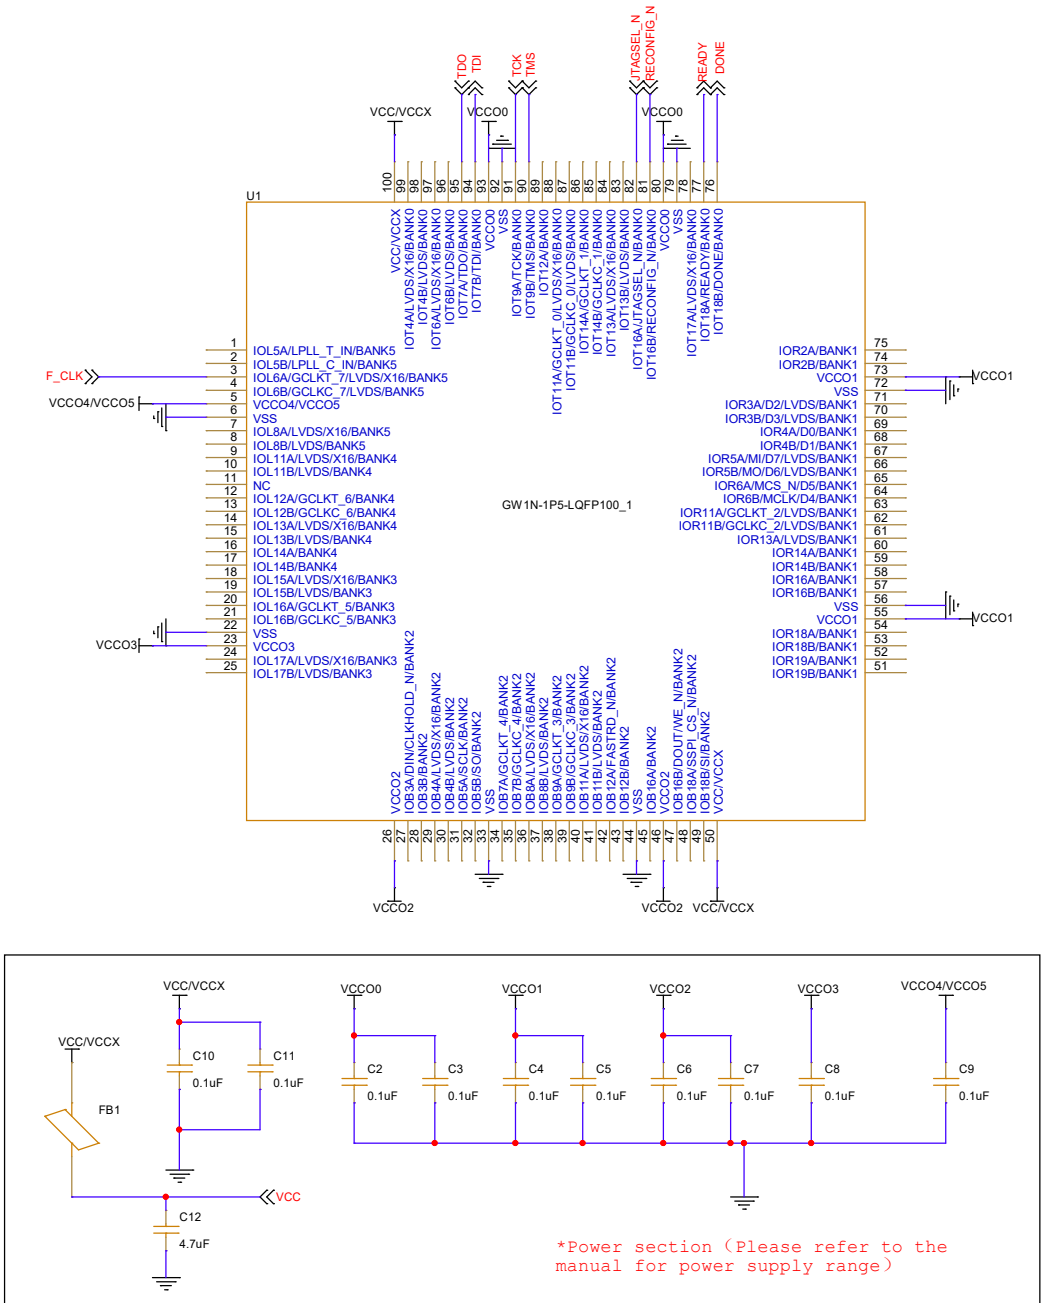 TDO
TDI
TCK
TMS
JTAGSEL_N
RECONFIG_N
READY
DONE
VCC/VCCX
VCCO0
VCCO0
100
99
98
97
96
95
94
93
92
91
90
89
88
87
86
85
84
83
82
81
80
79
78
77
76
U1
VCC/VCCX
IOT4A/LVDS/X16/BANK0
IOT4B/LVDS/BANK0
IOT6A/LVDS/X16/BANK0
IOT6B/LVDS/BANK0
IOT7A/TDO/BANK0
IOT7B/TDI/BANK0
VCCO0
VSS
IOT9A/TCK/BANK0
IOT9B/TMS/BANK0
IOT12A/BANK0
IOT11A/GCLKT_0/LVDS/X16/BANK0
IOT11B/GCLKC_0/LVDS/BANK0
IOT14A/GCLKT_1/BANK0
IOT14B/GCLKC_1/BANK0
IOT13A/LVDS/X16/BANK0
IOT13B/LVDS/BANK0
IOT16A/JTAGSEL_N/BANK0
IOT16B/RECONFIG_N/BANK0
VCCO0
VSS
IOT17A/LVDS/X16/BANK0
IOT18A/READY/BANK0
IOT18B/DONE/BANK0
1 IOL5A/LPLL_T_IN/BANK5
2 IOL5B/LPLL_C_IN/BANK5
F_CLK 3 IOL6A/GCLKT_7/LVDS/X16/BANK5
4 IOL6B/GCLKC_7/LVDS/BANK5
VCCO4/VCCO5 5 VCCO4/VCCO5
6 VSS
7 IOL8A/LVDS/X16/BANK5
8 IOL8B/LVDS/BANK5
9 IOL11A/LVDS/X16/BANK4
10 IOL11B/LVDS/BANK4
11 NC
12 IOL12A/GCLKT_6/BANK4
13 IOL12B/GCLKC_6/BANK4
14 IOL13A/LVDS/X16/BANK4
15 IOL13B/LVDS/BANK4
16 IOL14A/BANK4
17 IOL14B/BANK4
18 IOL15A/LVDS/X16/BANK3
19 IOL15B/LVDS/BANK3
20 IOL16A/GCLKT_5/BANK3
21 IOL16B/GCLKC_5/BANK3
22 VSS
VCCO3 23 VCCO3
24 IOL17A/LVDS/X16/BANK3
25 IOL17B/LVDS/BANK3
GW1N-1P5-LQFP100_1
IOR2A/BANK1 75
IOR2B/BANK1 74
VCCO1 73 VCCO1
VSS 72
IOR3A/D2/LVDS/BANK1 71
IOR3B/D3/LVDS/BANK1 70
IOR4A/D0/BANK1 69
IOR4B/D1/BANK1 68
IOR5A/MI/D7/LVDS/BANK1 67
IOR5B/MO/D6/LVDS/BANK1 66
IOR6A/MCS_N/D5/BANK1 65
IOR6B/MCLK/D4/BANK1 64
IOR11A/GCLKT_2/LVDS/BANK1 63
IOR11B/GCLKC_2/LVDS/BANK1 62
IOR13A/LVDS/BANK1 61
IOR14A/BANK1 60
IOR14B/BANK1 59
IOR16A/BANK1 58
IOR16B/BANK1 57
VSS 56
VCCO1 55 VCCO1
IOR18A/BANK1 54
IOR18B/BANK1 53
IOR19A/BANK1 52
IOR19B/BANK1 51
VCCO2
IOB3A/DIN/CLKHOLD_N/BANK2
IOB3B/BANK2
IOB4A/LVDS/X16/BANK2
IOB4B/LVDS/BANK2
IOB5A/SCLK/BANK2
IOB5B/SO/BANK2
VSS
IOB7A/GCLKT_4/BANK2
IOB7B/GCLKC_4/BANK2
IOB8A/LVDS/X16/BANK2
IOB8B/LVDS/BANK2
IOB9A/GCLKT_3/BANK2
IOB9B/GCLKC_3/BANK2
IOB11A/LVDS/X16/BANK2
IOB11B/LVDS/BANK2
IOB12A/FASTRD_N/BANK2
IOB12B/BANK2
VSS
IOB16A/BANK2
VCCO2
IOB16B/DOUT/WE_N/BANK2
IOB18A/SSPI_CS_N/BANK2
IOB18B/SI/BANK2
VCC/VCCX
26
27
28
29
30
31
32
33
34
35
36
37
38
39
40
41
42
43
44
45
46
47
48
49
50
VCCO2
VCCO2
VCC/VCCX
VCC/VCCX
VCCO0
VCCO1
VCCO2
VCCO3
VCCO4/VCCO5
VCC/VCCX
C10
0.1uF
C11
0.1uF
C2
0.1uF
C3
0.1uF
C4
0.1uF
C5
0.1uF
C6
0.1uF
C7
0.1uF
C8
0.1uF
C9
0.1uF
FB1
VCC
C12
4.7uF
*Power section（Please refer to the
manual for power supply range）